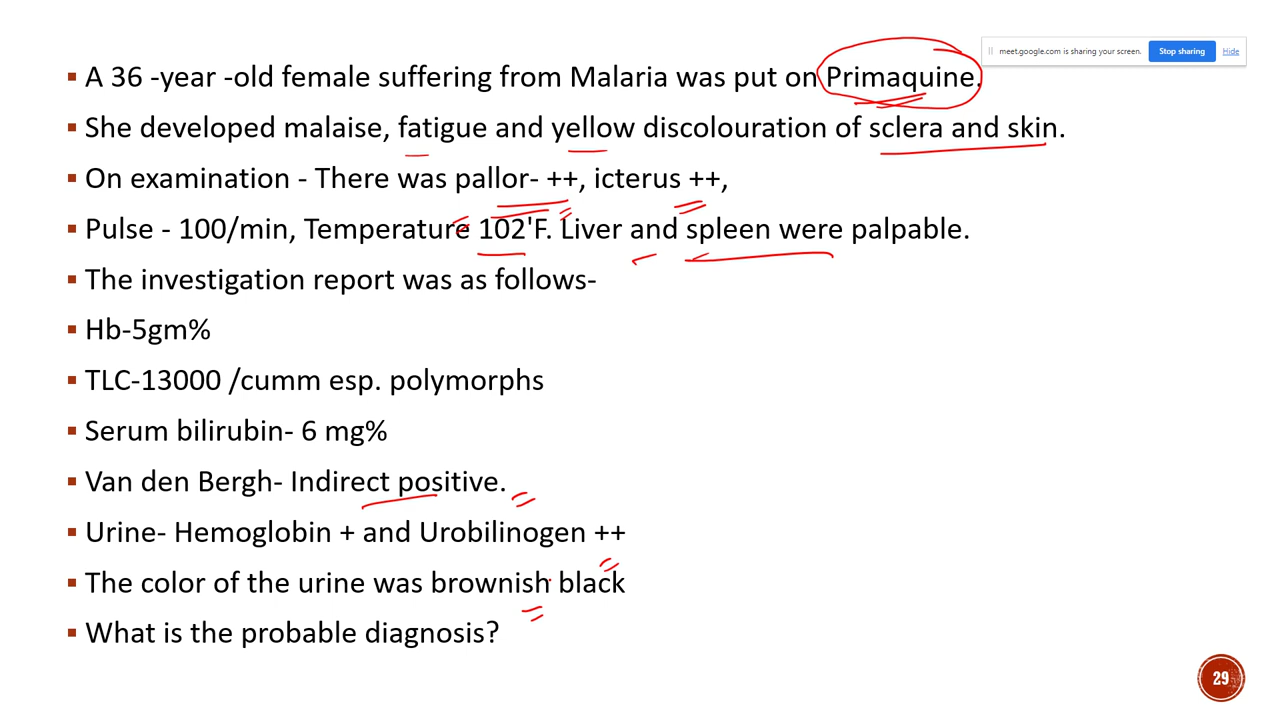 meet.google.com is sharing your screen. Stop sharing Hide
A 36 -year -old female suffering from Malaria was put on Primaquine.
She developed malaise, fatigue and yellow discolouration of sclera and skin.
On examination - There was pallor- ++, icterus ++,
Pulse - 100/min, Temperature 102'F. Liver and spleen were palpable.
The investigation report was as follows-
Hb-5gm%
TLC-13000 /cumm esp. polymorphs
Serum bilirubin- 6 mg%
Van den Bergh- Indirect positive.
Urine- Hemoglobin + and Urobilinogen ++
The color of the urine was brownish black
What is the probable diagnosis?
29